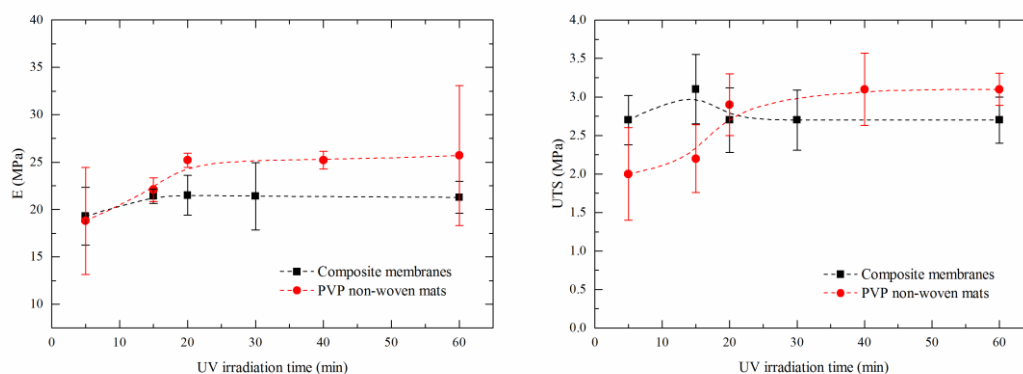 40
35
30
25
20
15
10
E (MPa)
0 10 20 30 40 50 60
UV irradiation time (min)
Composite membranes
PVP non-woven mats
4.0
3.5
3.0
2.5
2.0
1.5
1.0
0.5
0.0
UTS (MPa)
0 10 20 30 40 50 60
UV irradiation time (min)
Composite membranes
PVP non-woven mats